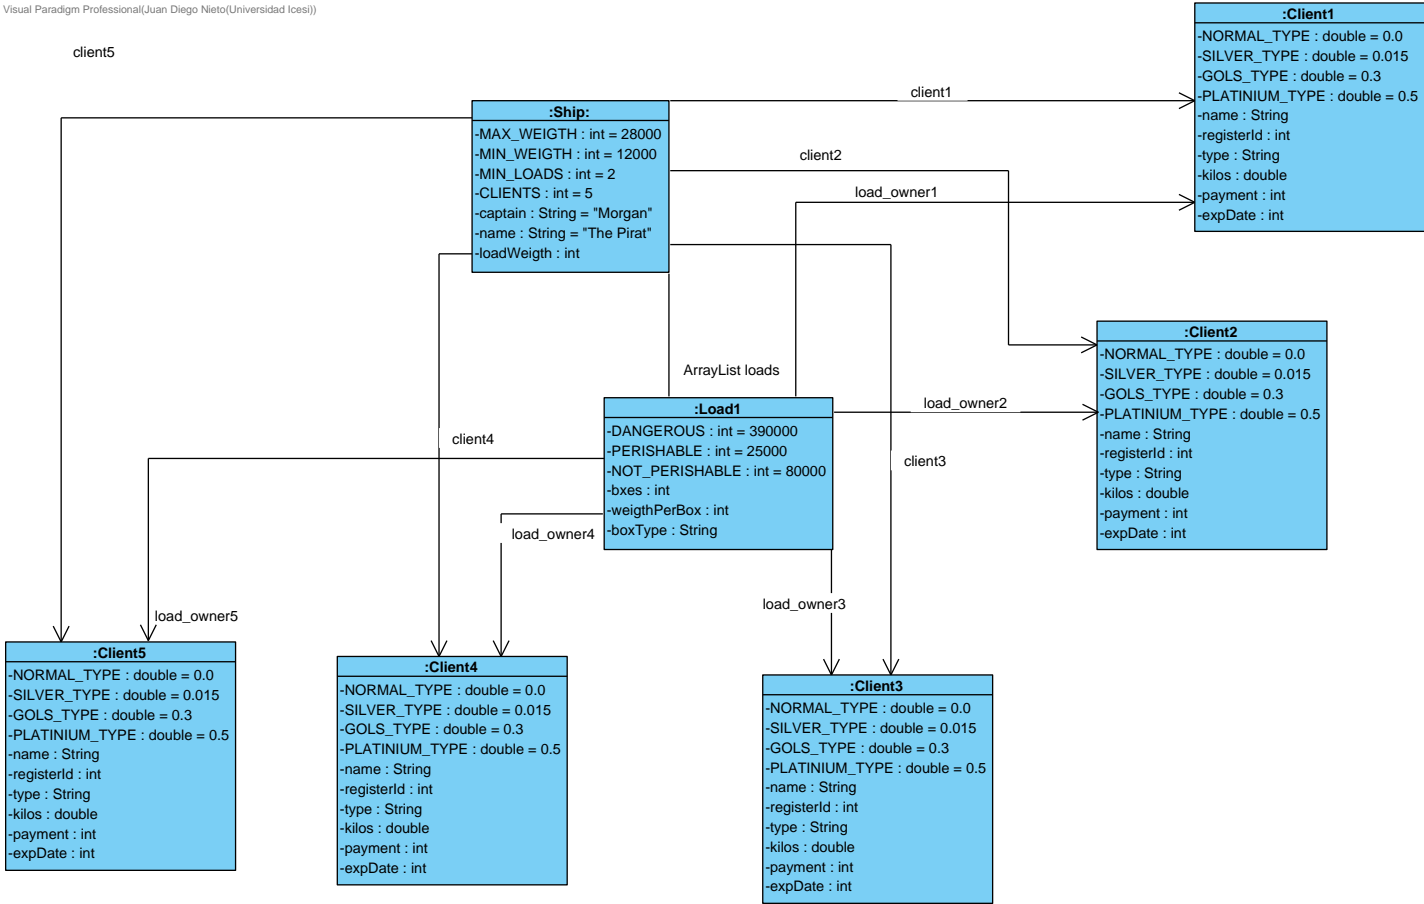 Visual Paradigm Professional(Juan Diego Nieto(Universidad Icesi))
client5
:Client1
-NORMAL_TYPE : double = 0.0
-SILVER_TYPE : double = 0.015
-GOLS_TYPE : double = 0.3
-PLATINIUM_TYPE : double = 0.5
-name : String
-registerId : int
-type : String
-kilos : double
-payment : int
-expDate : int
client1
:Ship:
-MAX_WEIGTH : int = 28000
-MIN_WEIGTH : int = 12000
-MIN_LOADS : int = 2
-CLIENTS : int = 5
-captain : String = "Morgan"
-name : String = "The Pirat"
-loadWeigth : int
client2
load_owner1
:Client2
-NORMAL_TYPE : double = 0.0
-SILVER_TYPE : double = 0.015
-GOLS_TYPE : double = 0.3
-PLATINIUM_TYPE : double = 0.5
-name : String
-registerId : int
-type : String
-kilos : double
-payment : int
-expDate : int
ArrayList loads
load_owner2
:Load1
-DANGEROUS : int = 390000
-PERISHABLE : int = 25000
-NOT_PERISHABLE : int = 80000
-bxes : int
-weigthPerBox : int
-boxType : String
client4
client3
load_owner4
load_owner3
load_owner5
:Client5
-NORMAL_TYPE : double = 0.0
-SILVER_TYPE : double = 0.015
-GOLS_TYPE : double = 0.3
-PLATINIUM_TYPE : double = 0.5
-name : String
-registerId : int
-type : String
-kilos : double
-payment : int
-expDate : int
:Client4
-NORMAL_TYPE : double = 0.0
-SILVER_TYPE : double = 0.015
-GOLS_TYPE : double = 0.3
-PLATINIUM_TYPE : double = 0.5
-name : String
-registerId : int
-type : String
-kilos : double
-payment : int
-expDate : int
:Client3
-NORMAL_TYPE : double = 0.0
-SILVER_TYPE : double = 0.015
-GOLS_TYPE : double = 0.3
-PLATINIUM_TYPE : double = 0.5
-name : String
-registerId : int
-type : String
-kilos : double
-payment : int
-expDate : int